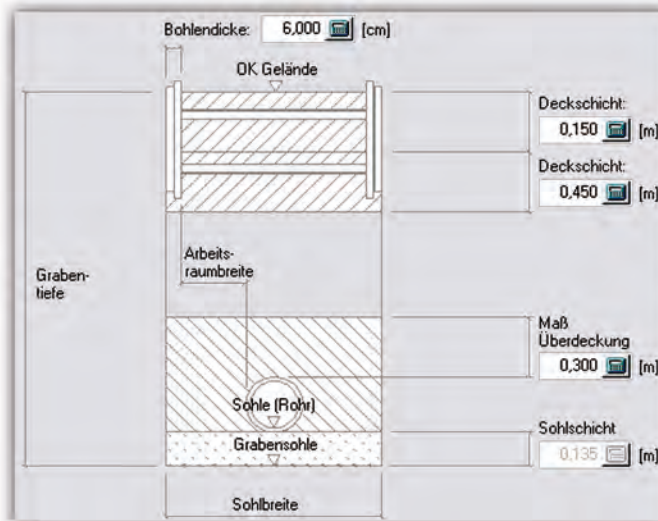 Bohlendicke: 6,000 [cm]
OK Gelände
Deckschicht:
0,150 [m]
Deckschicht:
0,450 [m]
Arbeits-
raumbreite
Graben-
tiefe
Maß
Überdeckung
0,300 [m]
Sohle (Rohr)
Sohlschicht
Grabensohle
0,135 [m]
Sohlbreite